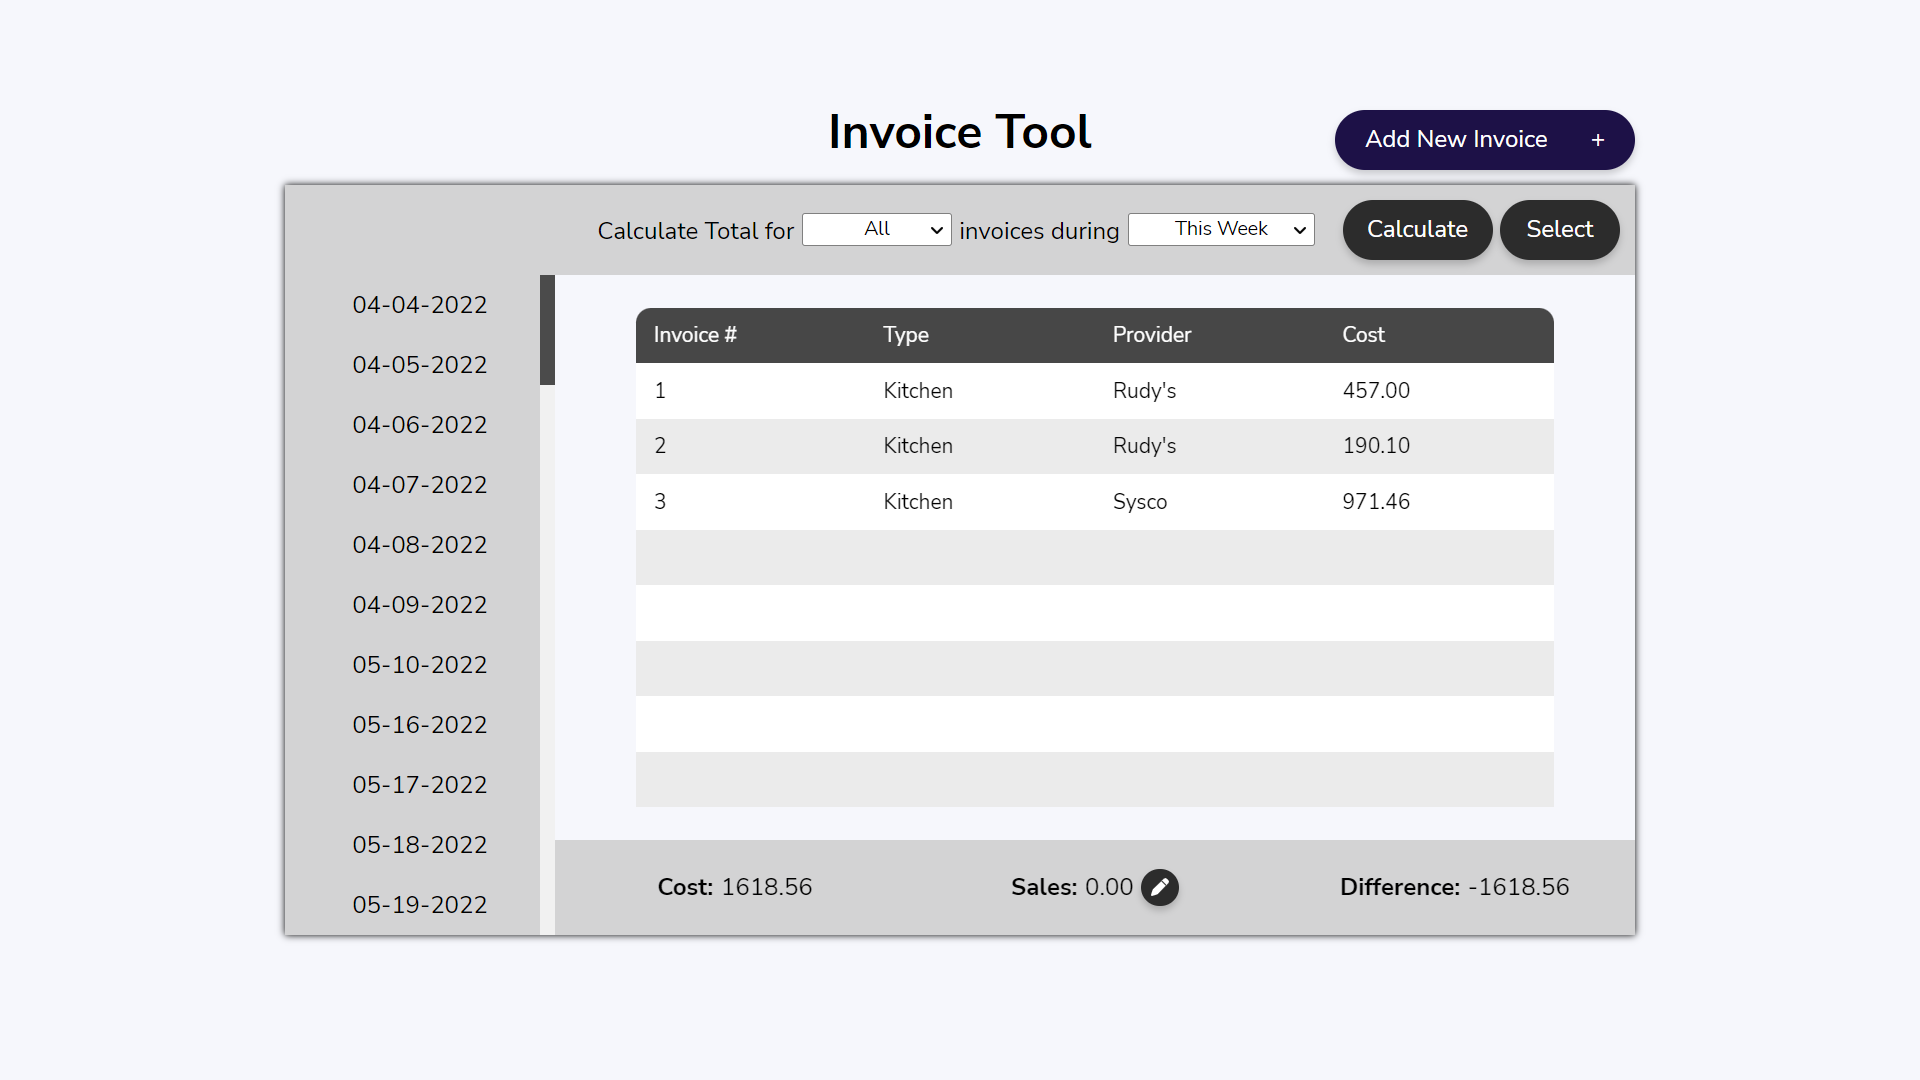 Invoice Tool
Add New Invoice +
Calculate Total for All invoices during This Week Calculate Select
04-04-2022
04-05-2022
04-06-2022
04-07-2022
04-08-2022
04-09-2022
05-10-2022
05-16-2022
05-17-2022
05-18-2022
05-19-2022
Invoice # Type Provider Cost
1 Kitchen Rudy's 457.00
2 Kitchen Rudy's 190.10
3 Kitchen Sysco 971.46
Cost: 1618.56 Sales: 0.00 Difference: -1618.56